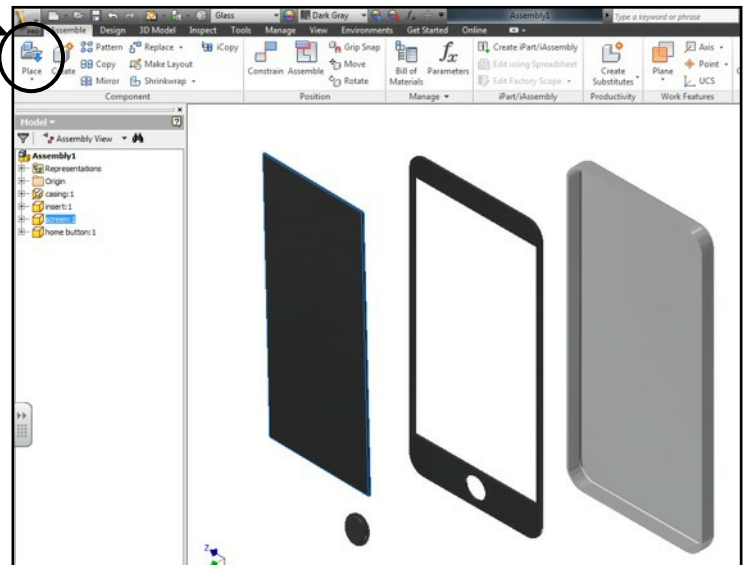 Glass Dark Gray Assembly1 Type a keyword or phrase
PRO Assemble Design 3D Model Inspect Tools Manage View Environments Get Started Online
Place Create Pattern Replace iCopy Constrain Assemble Grip Snap Bill of Materials Parameters Create iPart/iAssembly Create Substitutes Plane Axis
Copy Make Layout Move Edit using Spreadsheet Point
Mirror Shrinkwrap Rotate Edit Factory Scope UCS
Component Position Manage iPart/Assembly Productivity Work Features
Model
Assembly View
Assembly1
Representations
Origin
casing:1
insert:1
screen:1
home button:1
Z